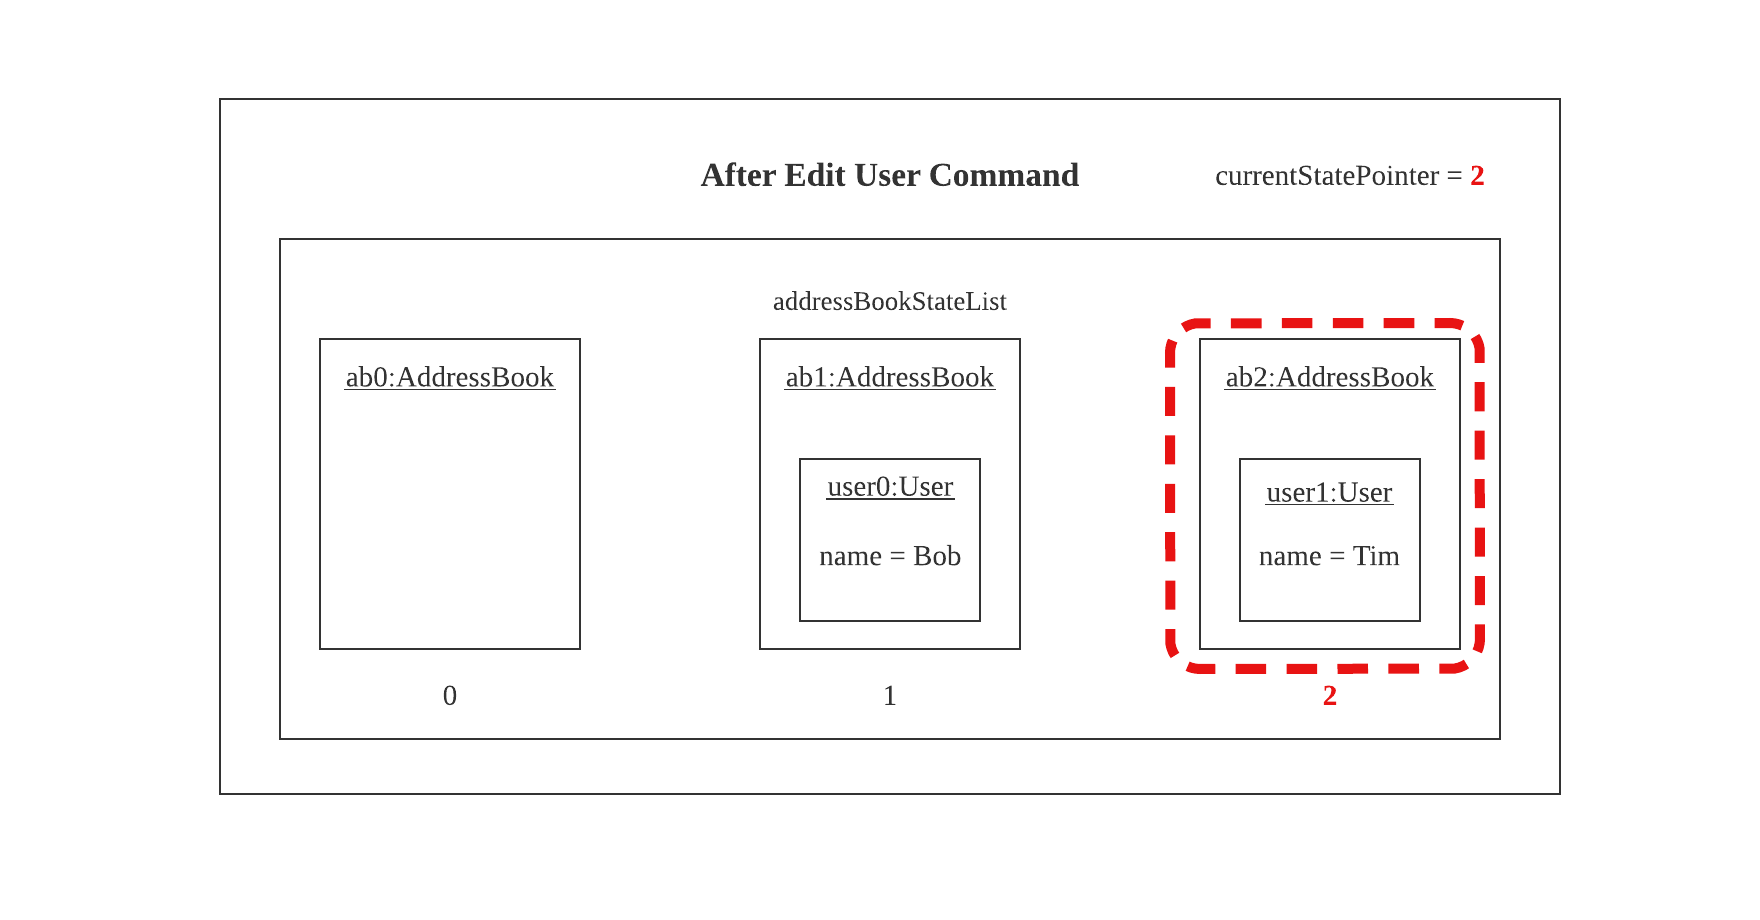 After Edit User Command
currentStatePointer = 2
addressBookStateList
ab0:AddressBook
ab1:AddressBook
ab2:AddressBook
user0:User
user1:User
name = Bob
name = Tim
0
1
2